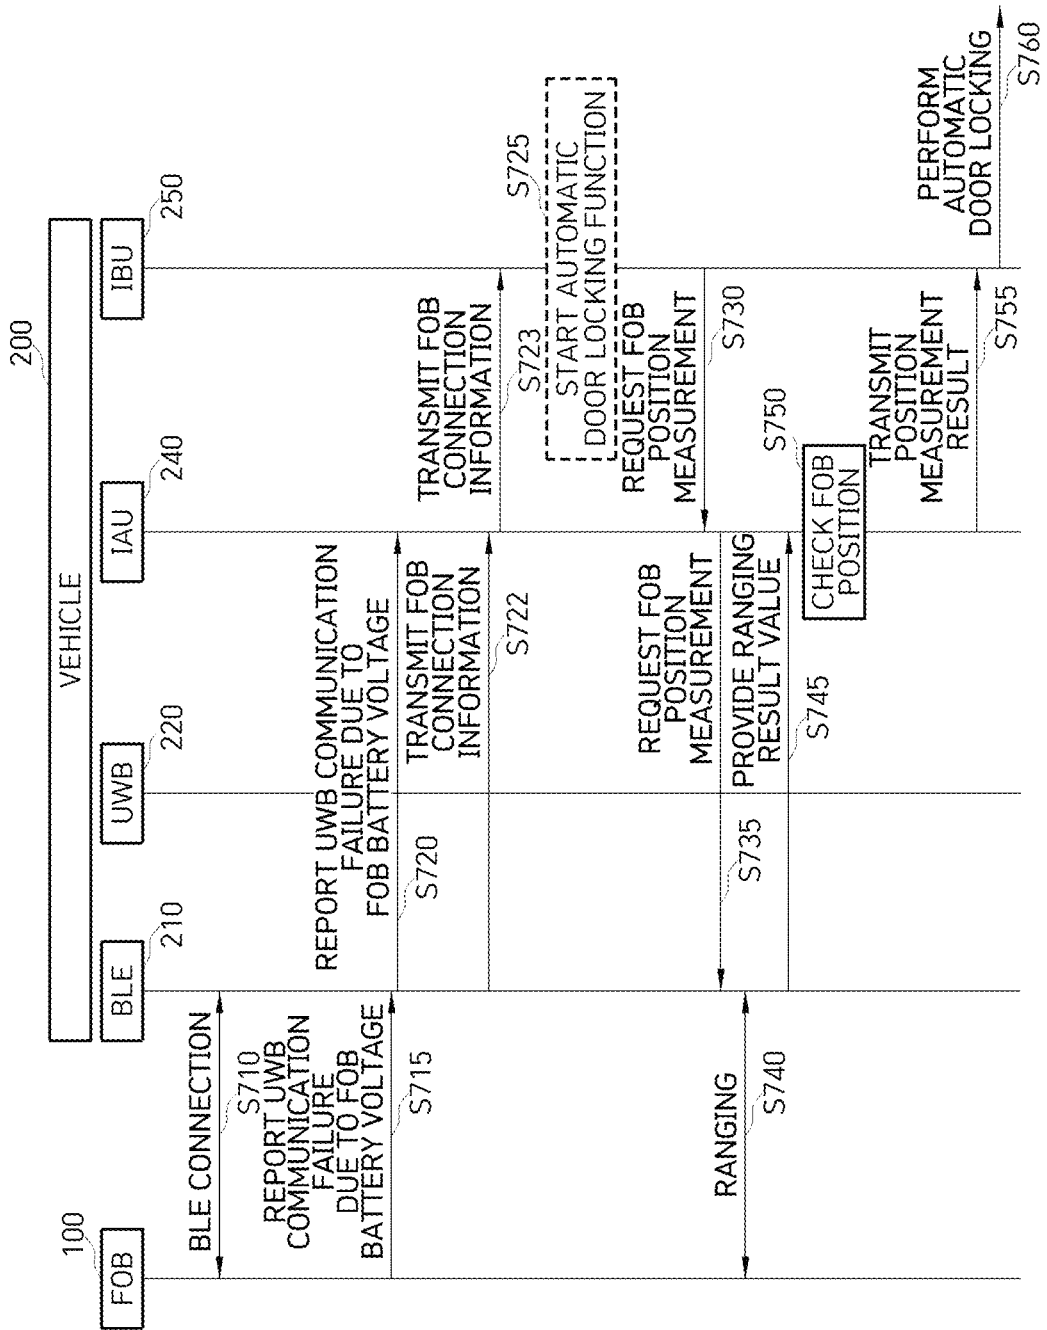 200
VEHICLE
100
FOB
210
BLE
220
UWB
240
IAU
250
IBU
BLE CONNECTION
S710
REPORT UWB
COMMUNICATION
FAILURE
DUE TO FOB
BATTERY VOLTAGE
S715
REPORT UWB COMMUNICATION
FAILURE DUE TO
FOB BATTERY VOLTAGE
S720
TRANSMIT FOB
CONNECTION
INFORMATION
S722
TRANSMIT FOB
CONNECTION
INFORMATION
S723
S725
START AUTOMATIC
DOOR LOCKING FUNCTION
REQUEST FOB
POSITION
MEASUREMENT
S730
REQUEST FOB
POSITION
MEASUREMENT
S735
RANGING
S740
PROVIDE RANGING
RESULT VALUE
S745
S750
CHECK FOB
POSITION
TRANSMIT
POSITION
MEASUREMENT
RESULT
S755
PERFORM
AUTOMATIC
DOOR LOCKING
S760